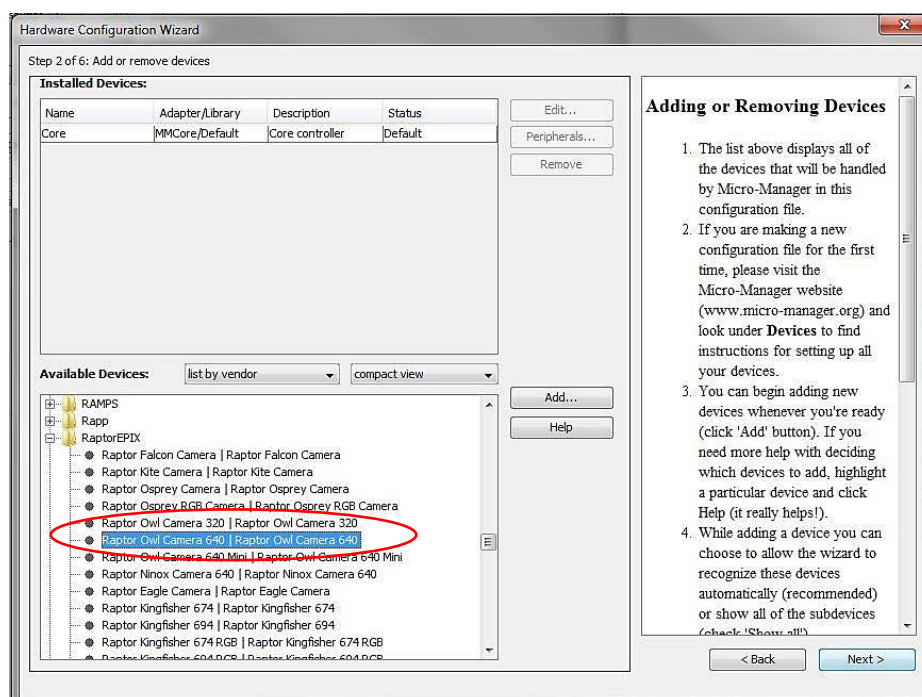 Hardware Configuration Wizard
Step 2 of 6: Add or remove devices
Installed Devices:
Name Adapter/Library Description Status
Core MMCore/Default Core controller Default
Edit...
Peripherals...
Remove
Available Devices: list by vendor compact view
RAMPS
Rapp
RaptorEPIX
Raptor Falcon Camera | Raptor Falcon Camera
Raptor Kite Camera | Raptor Kite Camera
Raptor Osprey Camera | Raptor Osprey Camera
Raptor Osprey RGB Camera | Raptor Osprey RGB Camera
Raptor Owl Camera 320 | Raptor Owl Camera 320
Raptor Owl Camera 640 | Raptor Owl Camera 640
Raptor Owl Camera 640 Mini | Raptor Owl Camera 640 Mini
Raptor Ninox Camera 640 | Raptor Ninox Camera 640
Raptor Eagle Camera | Raptor Eagle Camera
Raptor Kingfisher 674 | Raptor Kingfisher 674
Raptor Kingfisher 694 | Raptor Kingfisher 694
Raptor Kingfisher 674 RGB | Raptor Kingfisher 674 RGB
Raptor Kingfisher 694 RGB | Raptor Kingfisher 694 RGB
Add...
Help
Adding or Removing Devices
1. The list above displays all of
the devices that will be handled
by Micro-Manager in this
configuration file.
2. If you are making a new
configuration file for the first
time, please visit the
Micro-Manager website
(www.micro-manager.org) and
look under Devices to find
instructions for setting up all
your devices.
3. You can begin adding new
devices whenever you're ready
(click 'Add' button). If you
need more help with deciding
which devices to add, highlight
a particular device and click
Help (it really helps!).
4. While adding a device you can
choose to allow the wizard to
recognize these devices
automatically (recommended)
or show all of the subdevices
(check 'Show all')
< Back
Next >